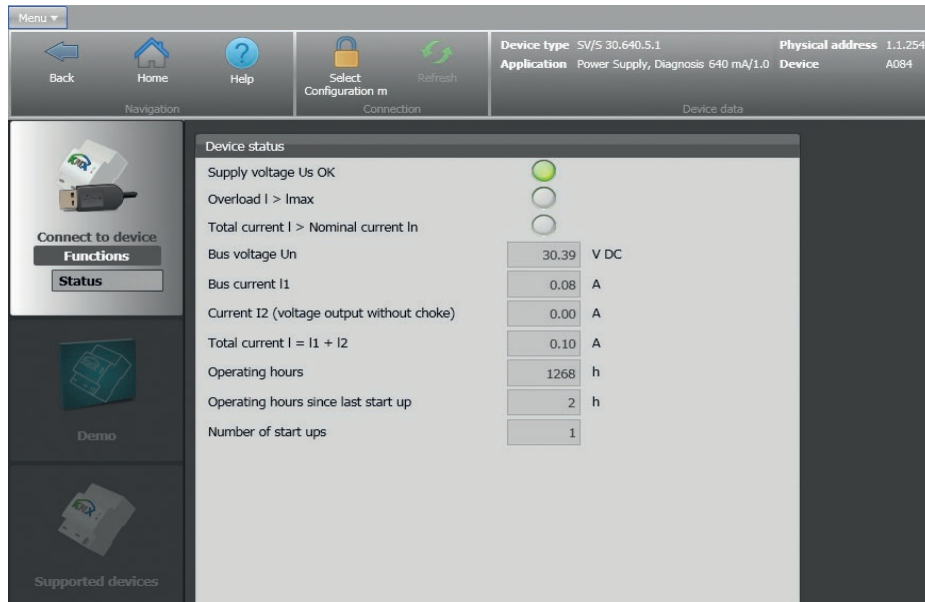 Menu
Back
Home
Help
Navigation
Select
Configuration m
Refresh
Connection
Device type SV/S 30.640.5.1
Physical address 1.1.254
Application Power Supply, Diagnosis 640 mA/1.0
Device A084
Device data
Connect to device
Functions
Status
Demo
Supported devices
Device status
Supply voltage Us OK
Overload I > Imax
Total current I > Nominal current In
Bus voltage Un 30.39 V DC
Bus current I1 0.08 A
Current I2 (voltage output without choke) 0.00 A
Total current I = I1 + I2 0.10 A
Operating hours 1268 h
Operating hours since last start up 2 h
Number of start ups 1